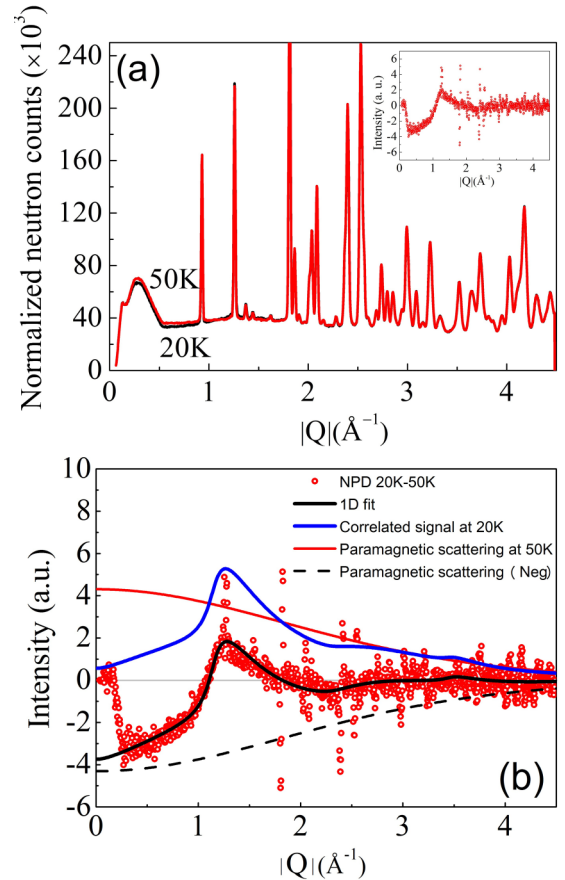 (a)
Normalized neutron counts (×10³)
240
200
160
120
80
40
0
50K
20K
0 1 2 3 4
|Q|(Å⁻¹)
Intensity (a. u.)
6
4
2
0
-2
-4
-6
0 1 2 3 4
|Q|(Å⁻¹)
10
8
6
4
2
0
-2
-4
-6
Intensity (a.u.)
NPD 20K-50K
1D fit
Correlated signal at 20K
Paramagnetic scattering at 50K
Paramagnetic scattering (Neg)
(b)
0 1 2 3 4
|Q|(Å⁻¹)